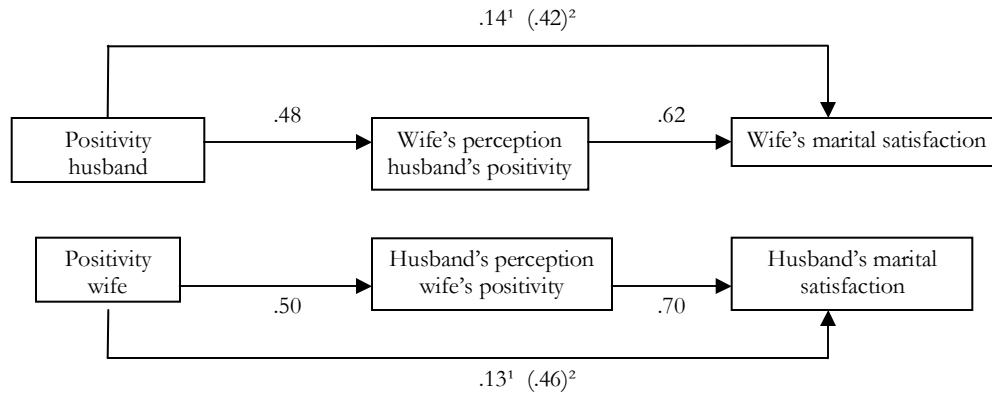 .14¹ (.42)²
.48
.62
Positivity
husband
Wife’s perception
husband’s positivity
Wife’s marital satisfaction
Positivity
wife
Husband’s perception
wife’s positivity
Husband’s marital
satisfaction
.50
.70
.13¹ (.46)²